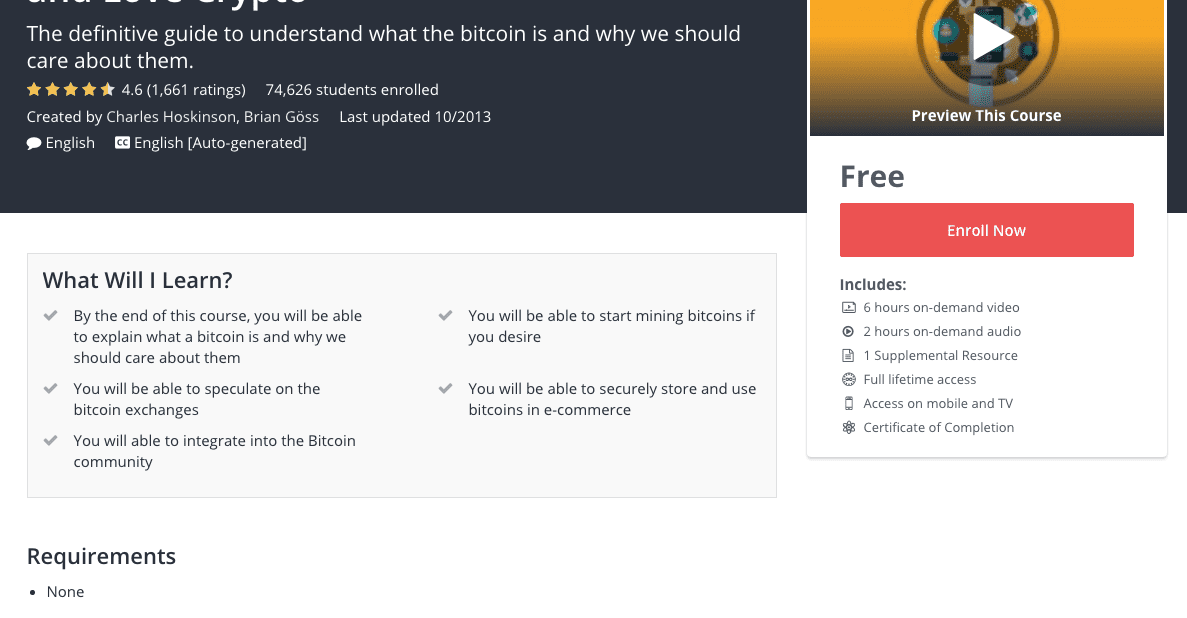 and Love Crypto
The definitive guide to understand what the bitcoin is and why we should
care about them.
4.6 (1,661 ratings) 74,626 students enrolled
Created by Charles Hoskinson, Brian Göss Last updated 10/2013
English CC English [Auto-generated]
Preview This Course
Free
Enroll Now
Includes:
6 hours on-demand video
2 hours on-demand audio
1 Supplemental Resource
Full lifetime access
Access on mobile and TV
Certificate of Completion
What Will I Learn?
By the end of this course, you will be able
to explain what a bitcoin is and why we
should care about them
You will be able to start mining bitcoins if
you desire
You will be able to speculate on the
bitcoin exchanges
You will be able to securely store and use
bitcoins in e-commerce
You will able to integrate into the Bitcoin
community
Requirements
None